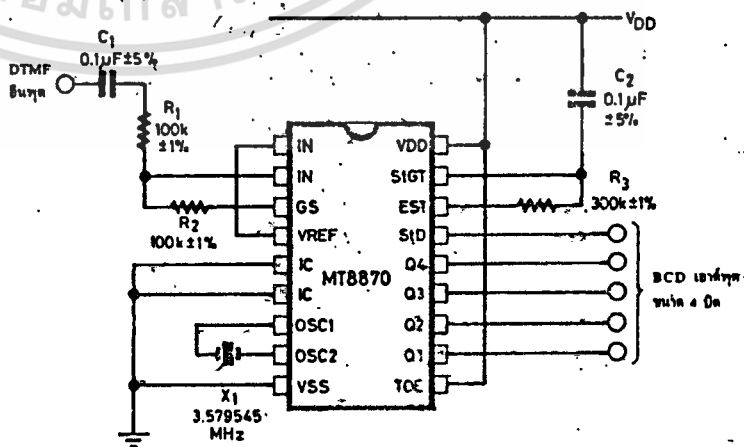 VDD
C1
0.1µF±5%
DTMF
อินพุต
R1
100k
±1%
C2
0.1µF
±5%
IN
VDD
IN
StGT
R3
300k±1%
GS
EST
R2
100k±1%
VREF
StD
IC
MT8870
Q4
BCD เอาท์พุต
ขนาด 4 บิต
IC
Q3
OSC1
Q2
OSC2
Q1
VSS
TOE
X1
3.579545
MHz